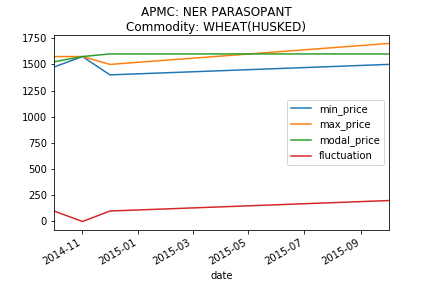 APMC: NER PARASOPANT
Commodity: WHEAT(HUSKED)
1750
1500
1250
1000
750
500
250
0
min_price
max_price
modal_price
fluctuation
2014-11
2015-01
2015-03
2015-05
2015-07
2015-09
date